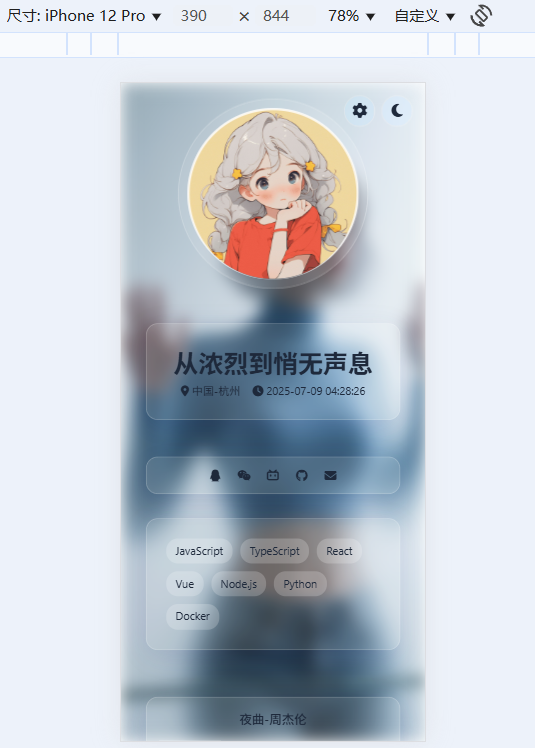 尺寸: iPhone 12 Pro ▼ 390 × 844 78% ▼ 自定义 ▼
从浓烈到悄无声息
中国-杭州 2025-07-09 04:28:26
JavaScript TypeScript React
Vue Node.js Python
Docker
夜曲-周杰伦